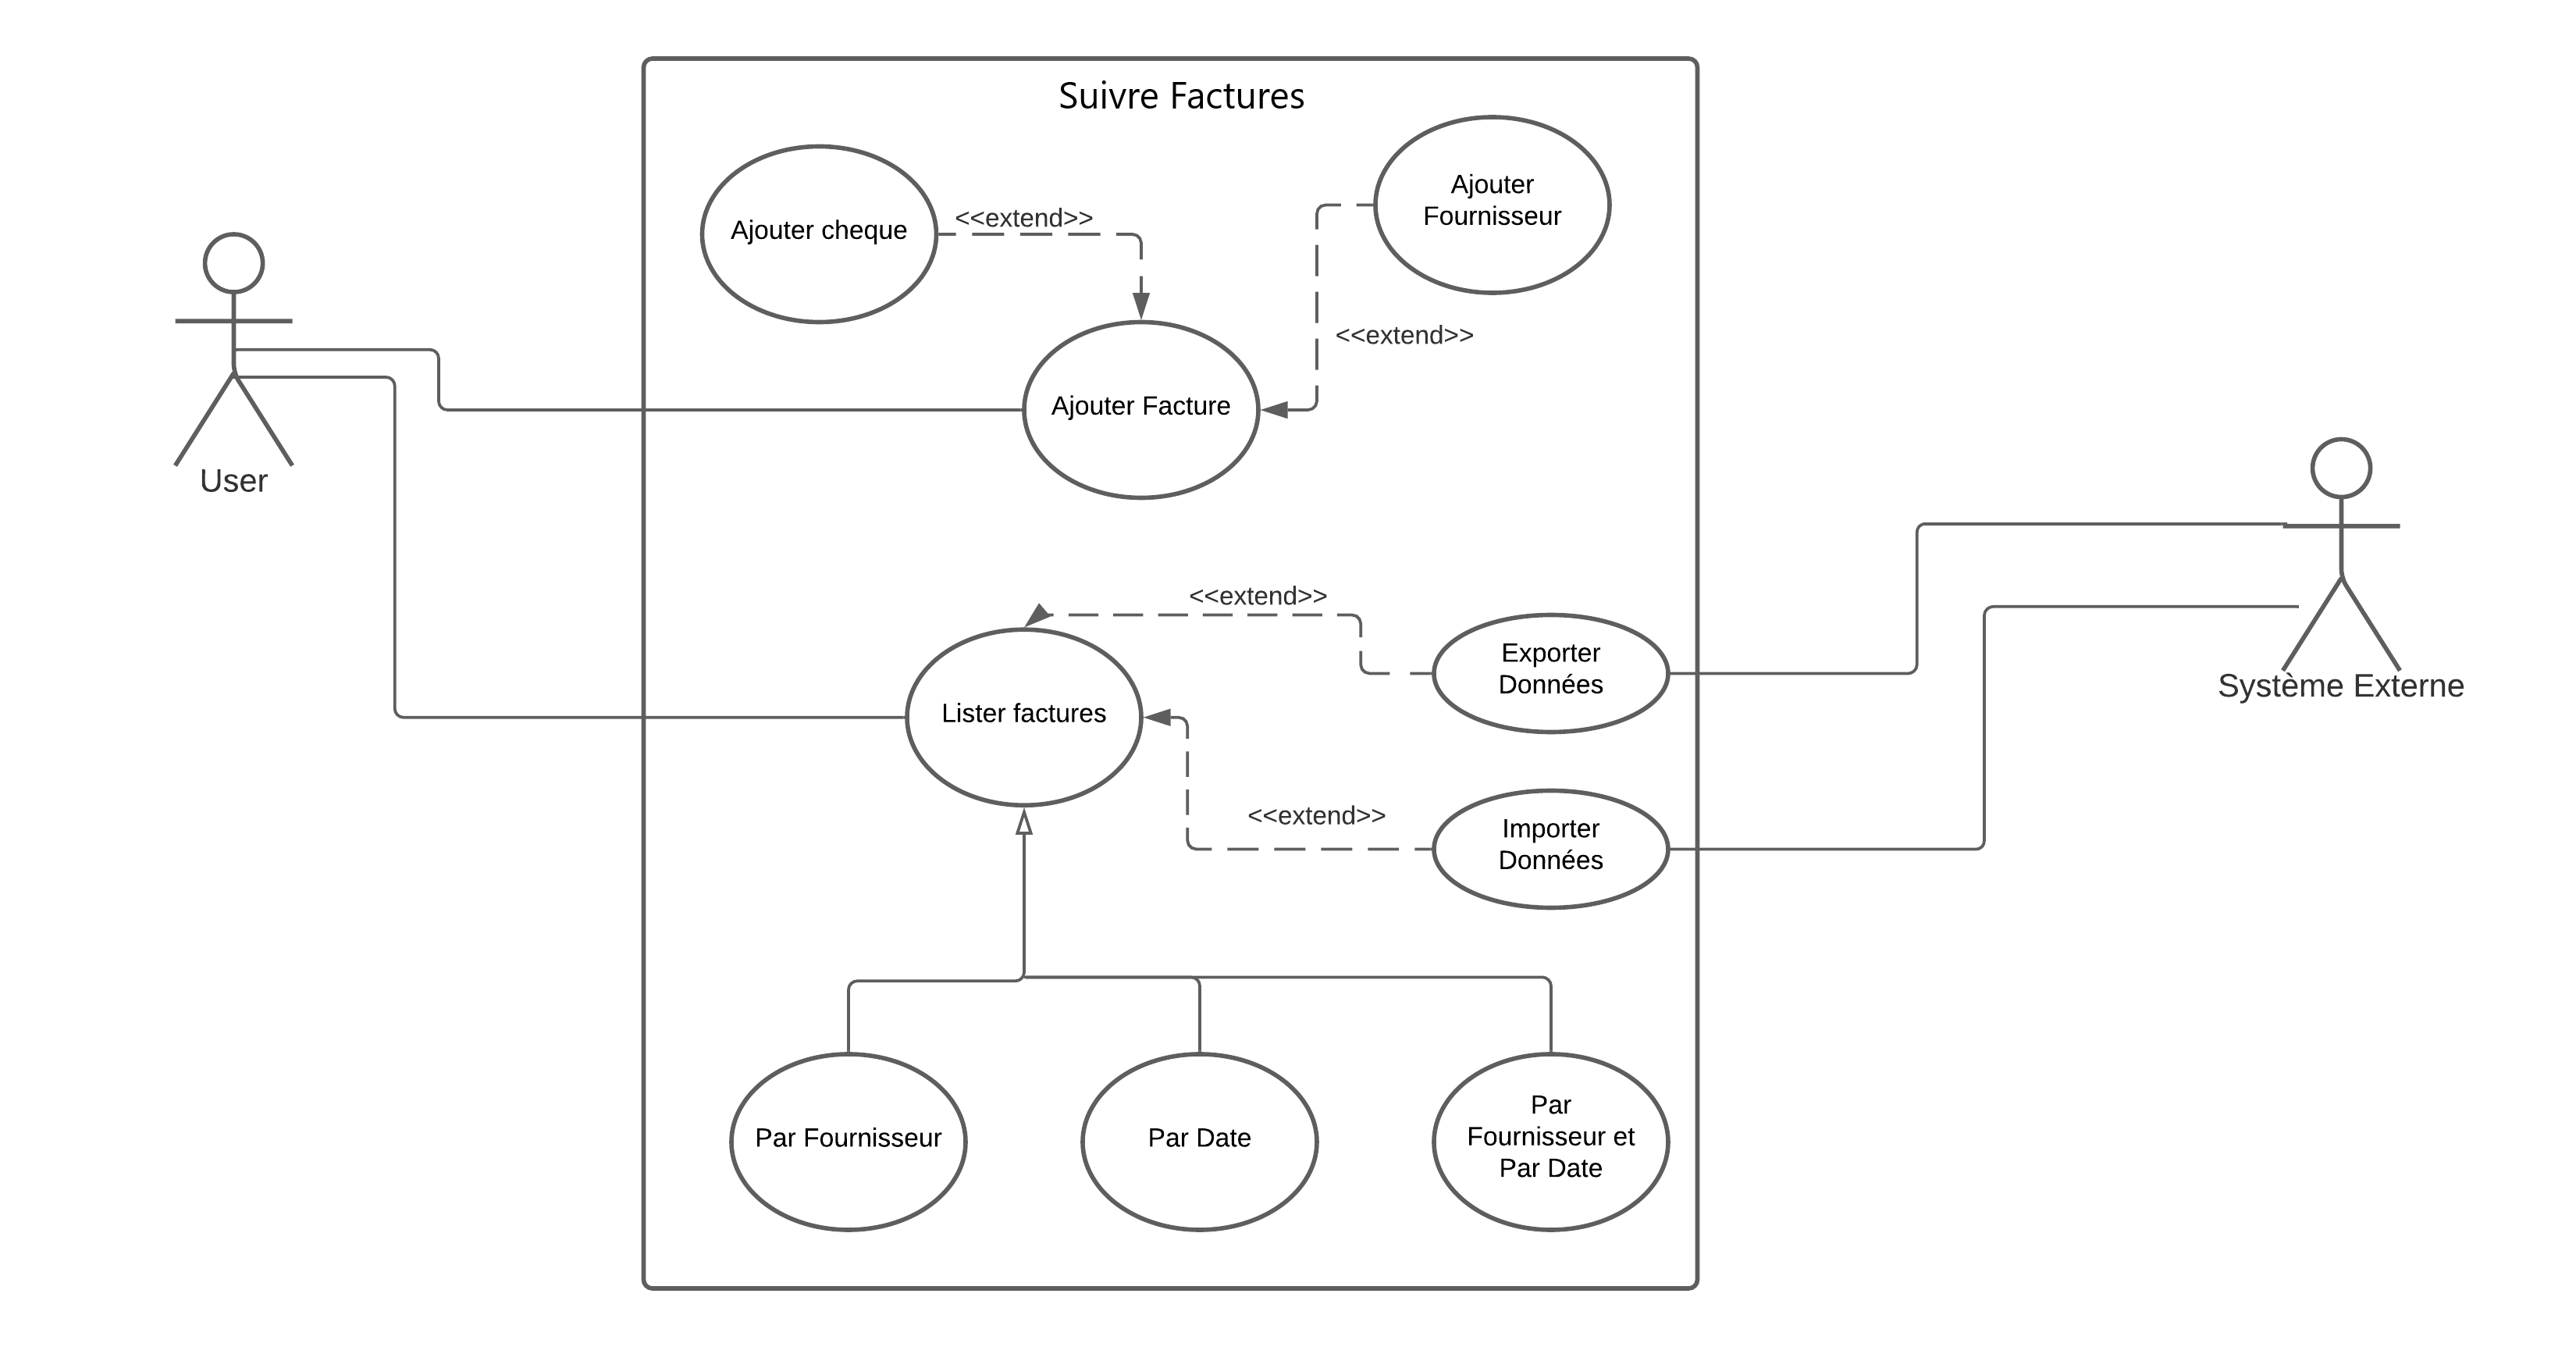 Suivre Factures
Ajouter
Fournisseur
<<extend>>
Ajouter cheque
<<extend>>
Ajouter Facture
User
<<extend>>
Exporter
Données
Système Externe
Lister factures
<<extend>>
Importer
Données
Par Fournisseur
Par Date
Par
Fournisseur et
Par Date